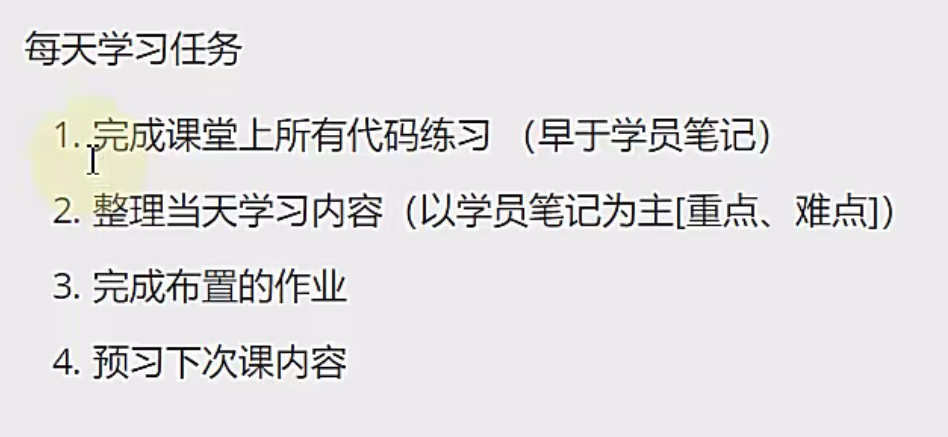 每天学习任务
1. 完成课堂上所有代码练习 （早于学员笔记）
2. 整理当天学习内容（以学员笔记为主[重点、难点]）
3. 完成布置的作业
4. 预习下次课内容